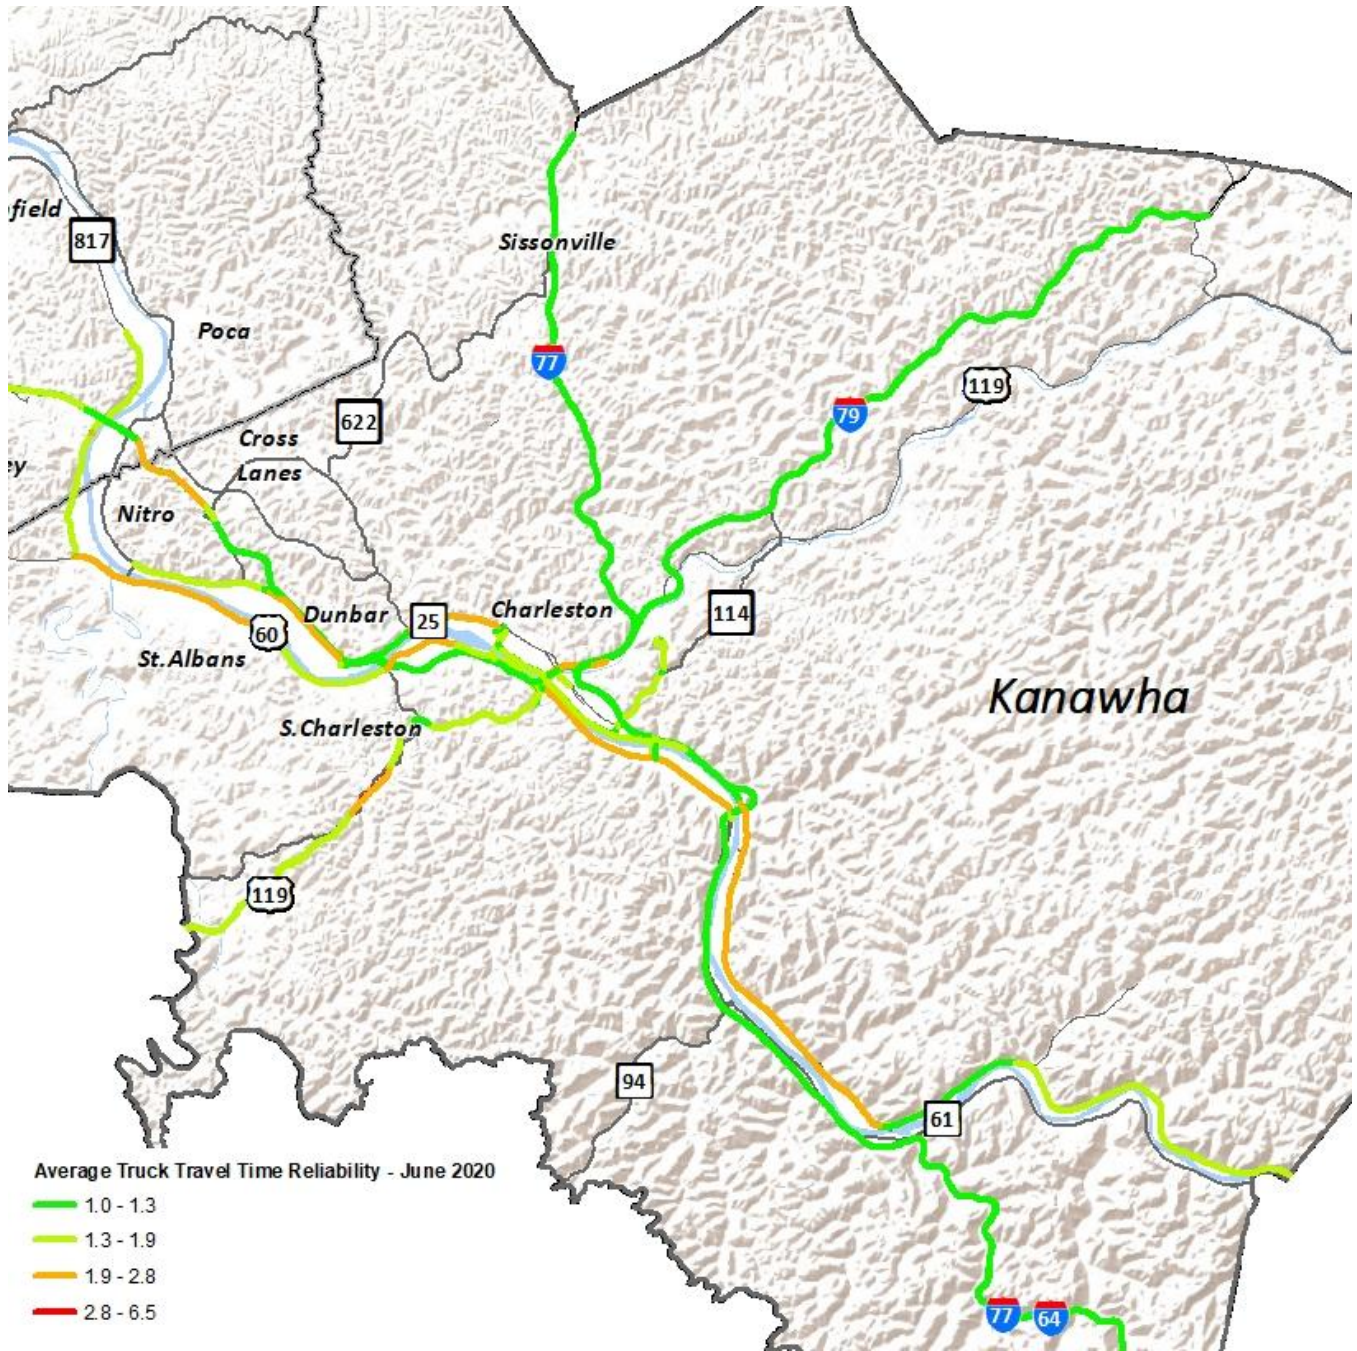 field
817
Sissonville
Poca
77
119
79
622
Cross
Lanes
ey
Nitro
Dunbar
25
Charleston
114
60
St.Albans
Kanawha
S.Charleston
119
94
61
Average Truck Travel Time Reliability - June 2020
1.0 - 1.3
1.3 - 1.9
1.9 - 2.8
2.8 - 6.5
77
64